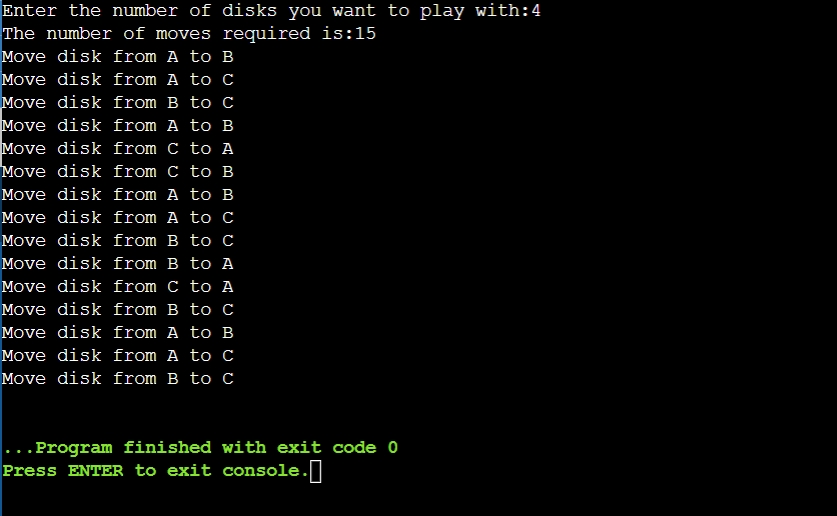 Enter the number of disks you want to play with:4
The number of moves required is:15
Move disk from A to B
Move disk from A to C
Move disk from B to C
Move disk from A to B
Move disk from C to A
Move disk from C to B
Move disk from A to B
Move disk from A to C
Move disk from B to C
Move disk from B to A
Move disk from C to A
Move disk from B to C
Move disk from A to B
Move disk from A to C
Move disk from B to C
...Program finished with exit code 0
Press ENTER to exit console.